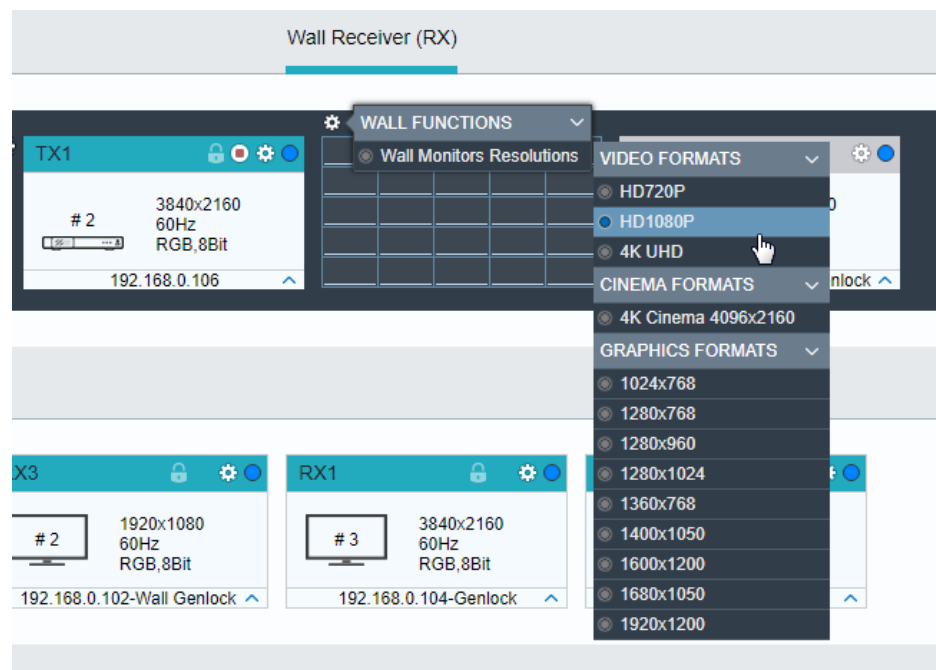 Wall Receiver (RX)
WALL FUNCTIONS
Wall Monitors Resolutions
TX1
# 2
3840x2160
60Hz
RGB,8Bit
192.168.0.106
VIDEO FORMATS
HD720P
HD1080P
4K UHD
CINEMA FORMATS
4K Cinema 4096x2160
GRAPHICS FORMATS
1024x768
1280x768
1280x960
1280x1024
1360x768
1400x1050
1600x1200
1680x1050
1920x1200
0
nlock
X3
# 2
1920x1080
60Hz
RGB,8Bit
192.168.0.102-Wall Genlock
RX1
# 3
3840x2160
60Hz
RGB,8Bit
192.168.0.104-Genlock